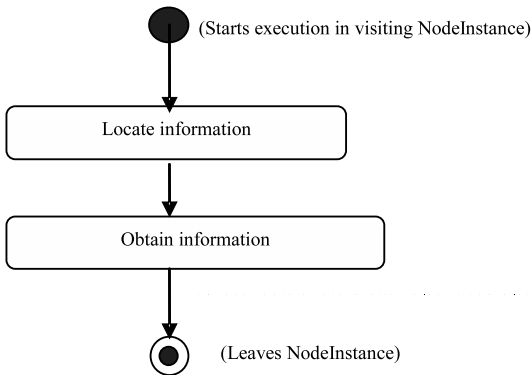 (Starts execution in visiting NodeInstance)
Locate information
Obtain information
(Leaves NodeInstance)